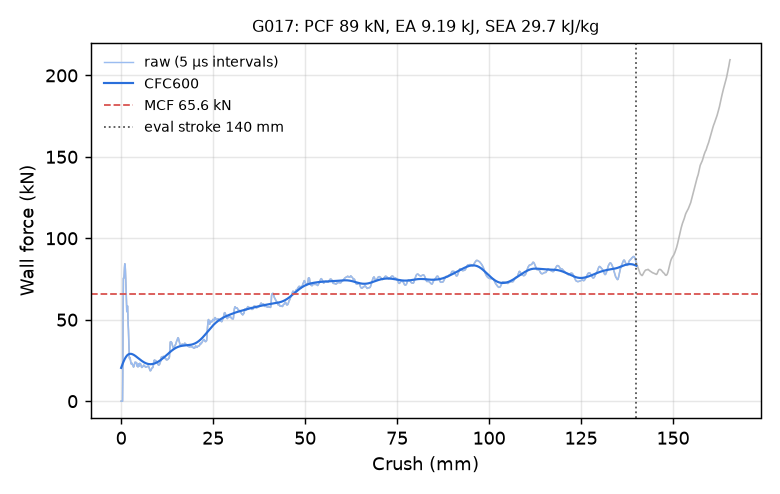 G017: PCF 89 kN, EA 9.19 kJ, SEA 29.7 kJ/kg
raw (5 µs intervals)
CFC600
MCF 65.6 kN
eval stroke 140 mm
Wall force (kN)
200
150
100
50
0
0 25 50 75 100 125 150
Crush (mm)